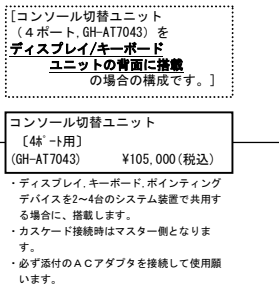 [コンソール切替ユニット
（４ポート,GH-AT7043）を
ディスプレイ/キーボード
ユニットの背面に搭載
の場合の構成です。]
コンソール切替ユニット
〔4ﾎﾟｰﾄ用〕
(GH-AT7043) ¥105,000(税込)
・ディスプレイ,キーボード,ポインティング
デバイスを2~4台のシステム装置で共用す
る場合に、搭載します。
・カスケード接続時はマスター側となりま
す。
・必ず添付のＡＣアダプタを接続して使用願
います。